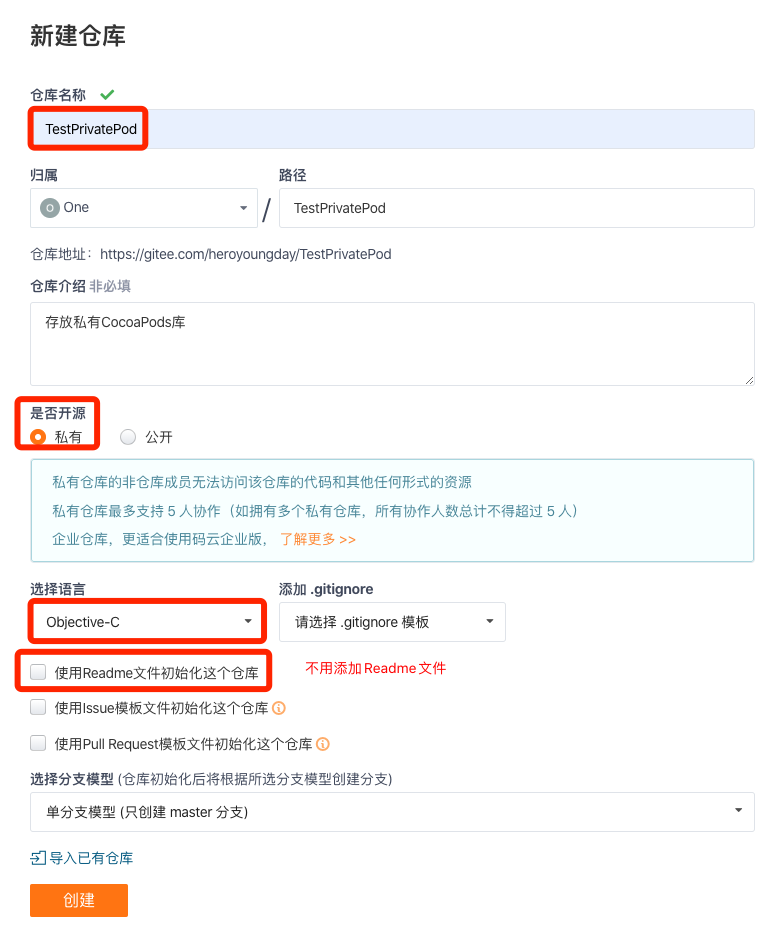 新建仓库
仓库名称
TestPrivatePod
归属 路径
O One / TestPrivatePod
仓库地址：https://gitee.com/heroyoungday/TestPrivatePod
仓库介绍 非必填
存放私有CocoaPods库
是否开源
私有 公开
私有仓库的非仓库成员无法访问该仓库的代码和其他任何形式的资源
私有仓库最多支持 5 人协作（如拥有多个私有仓库，所有协作人数总计不得超过 5 人）
企业仓库，更适合使用码云企业版， 了解更多 >>
选择语言 添加 .gitignore
Objective-C 请选择 .gitignore 模板
使用Readme文件初始化这个仓库 不用添加Readme文件
使用Issue模板文件初始化这个仓库
使用Pull Request模板文件初始化这个仓库
选择分支模型 (仓库初始化后将根据所选分支模型创建分支)
单分支模型 (只创建 master 分支)
导入已有仓库
创建